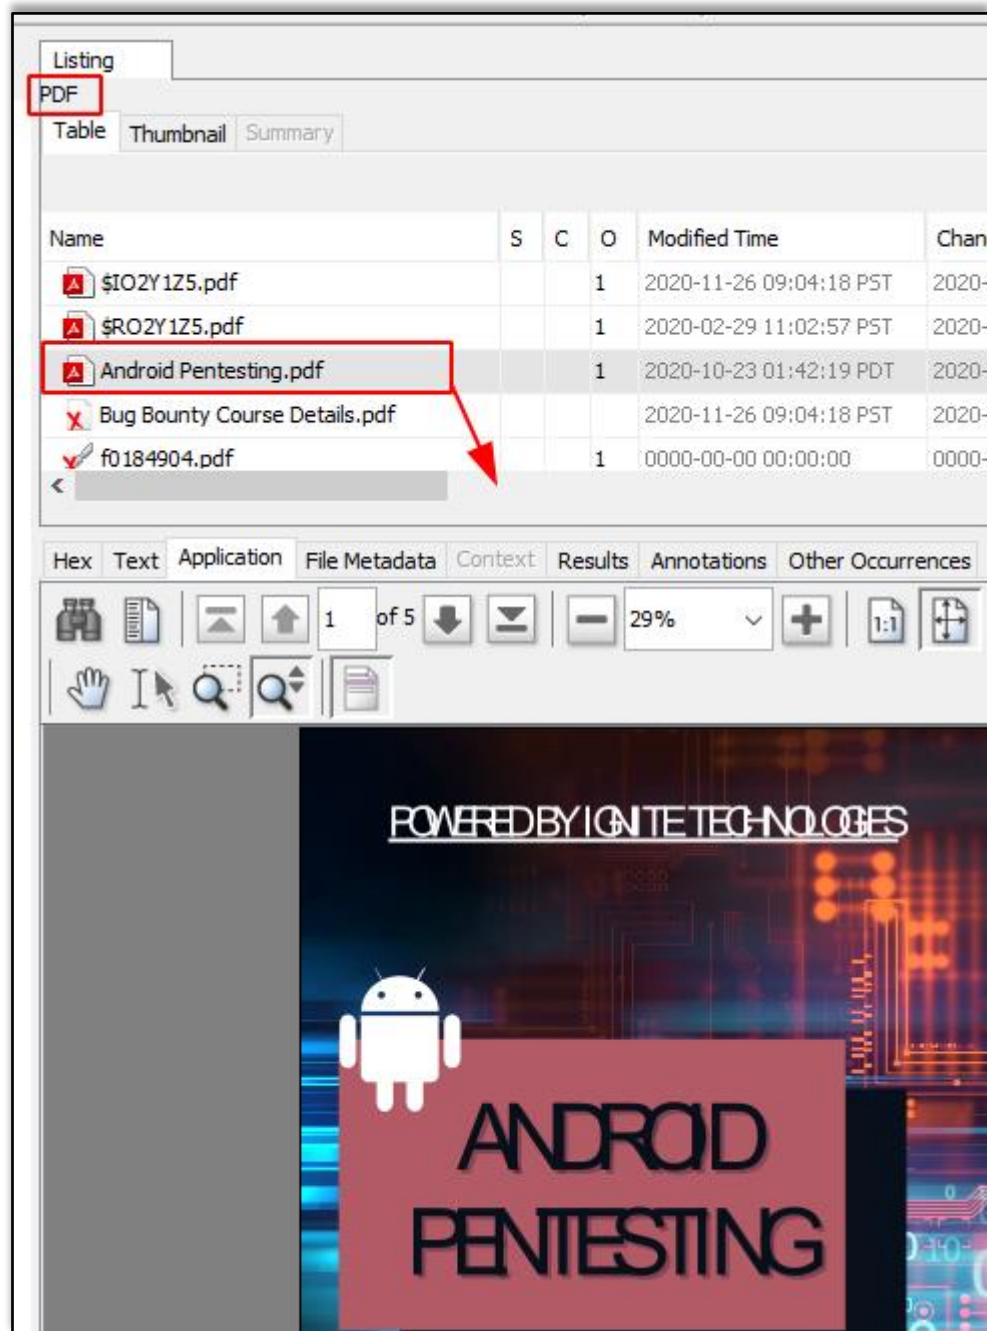 Listing
PDF
Table Thumbnail Summary
Name S C O Modified Time Chan
$IO2Y1Z5.pdf 1 2020-11-26 09:04:18 PST 2020-
$RO2Y1Z5.pdf 1 2020-02-29 11:02:57 PST 2020-
Android Pentesting.pdf 1 2020-10-23 01:42:19 PDT 2020-
Bug Bounty Course Details.pdf 2020-11-26 09:04:18 PST 2020-
f0184904.pdf 1 0000-00-00 00:00:00 0000-
Hex Text Application File Metadata Context Results Annotations Other Occurrences
1 of 5 29% 1:1
POWERED BY IGNITE TECHNOLOGIES
ANDROID
PENTESTING